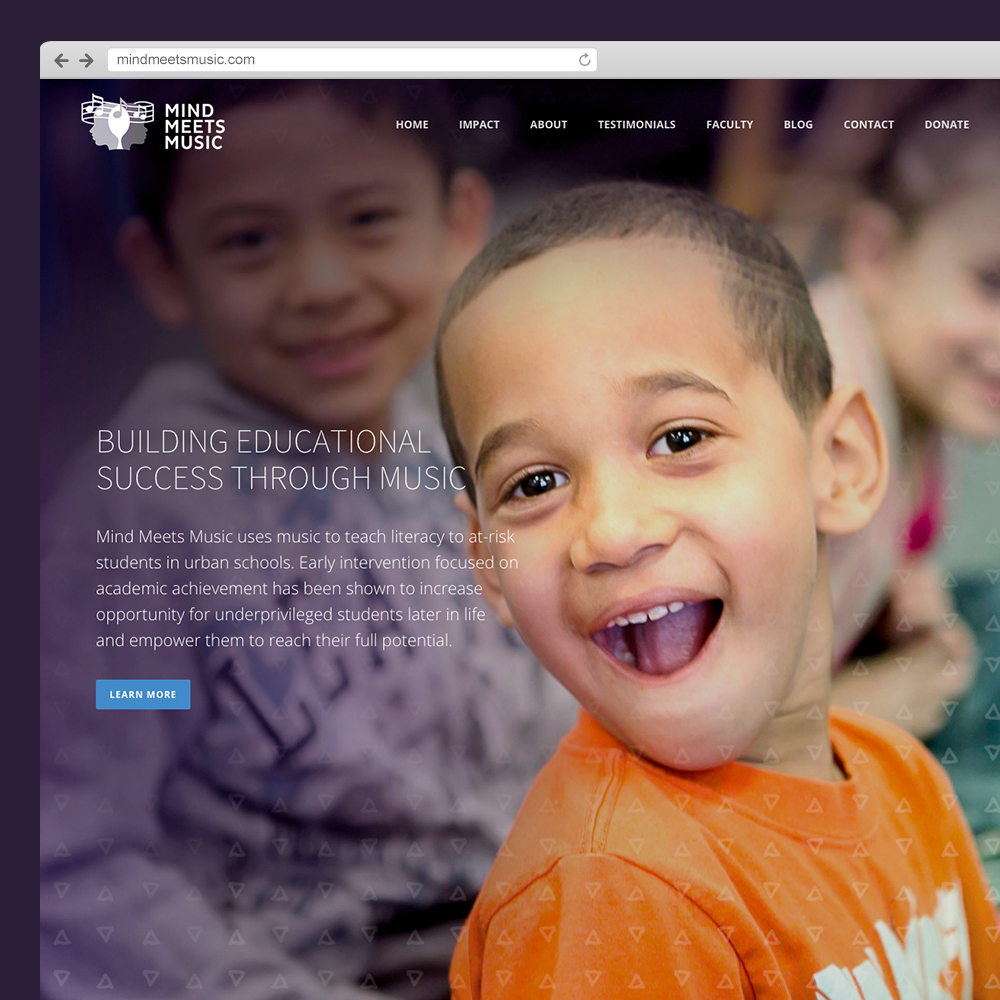 mindmeetsmusic.com
MIND
MEETS
MUSIC
HOME IMPACT ABOUT TESTIMONIALS FACULTY BLOG CONTACT DONATE
BUILDING EDUCATIONAL
SUCCESS THROUGH MUSIC
Mind Meets Music uses music to teach literacy to at-risk
students in urban schools. Early intervention focused on
academic achievement has been shown to increase
opportunity for underprivileged students later in life
and empower them to reach their full potential.
LEARN MORE